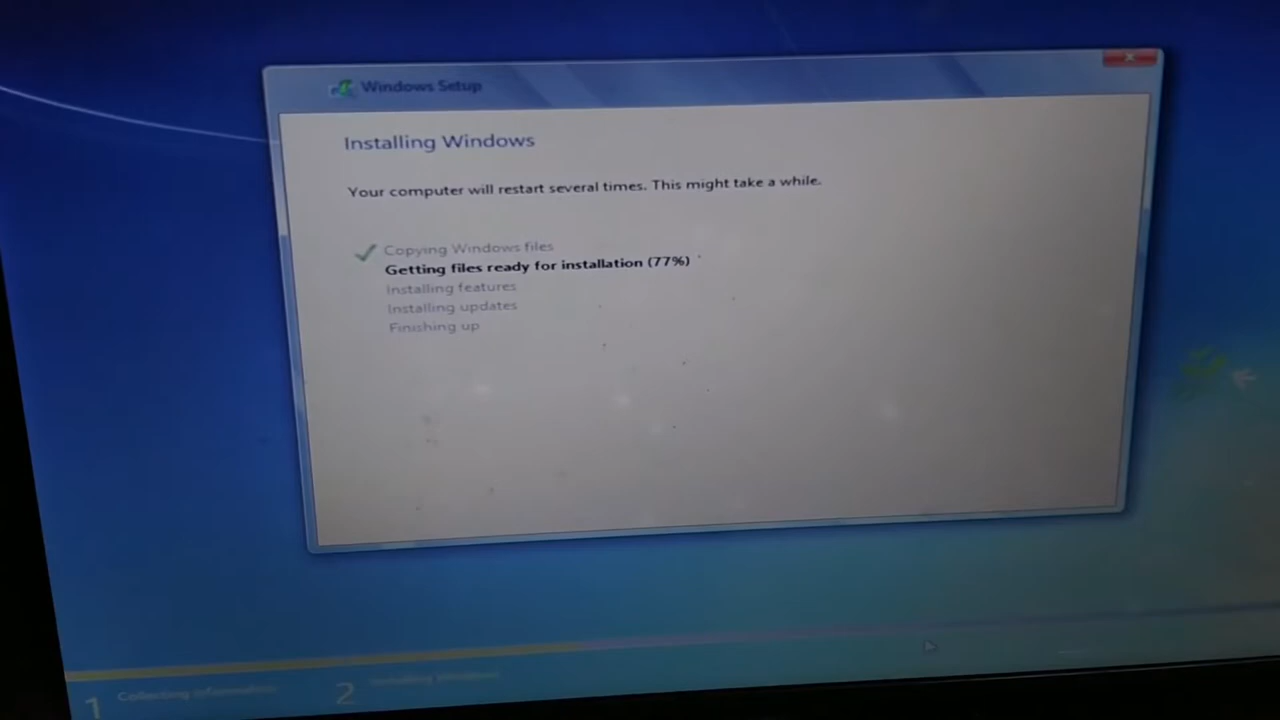 Windows Setup
Installing Windows
Your computer will restart several times. This might take a while.
Copying Windows files
Getting files ready for installation (77%)
Installing features
Installing updates
Finishing up
1 Collecting information
2 Installing Windows